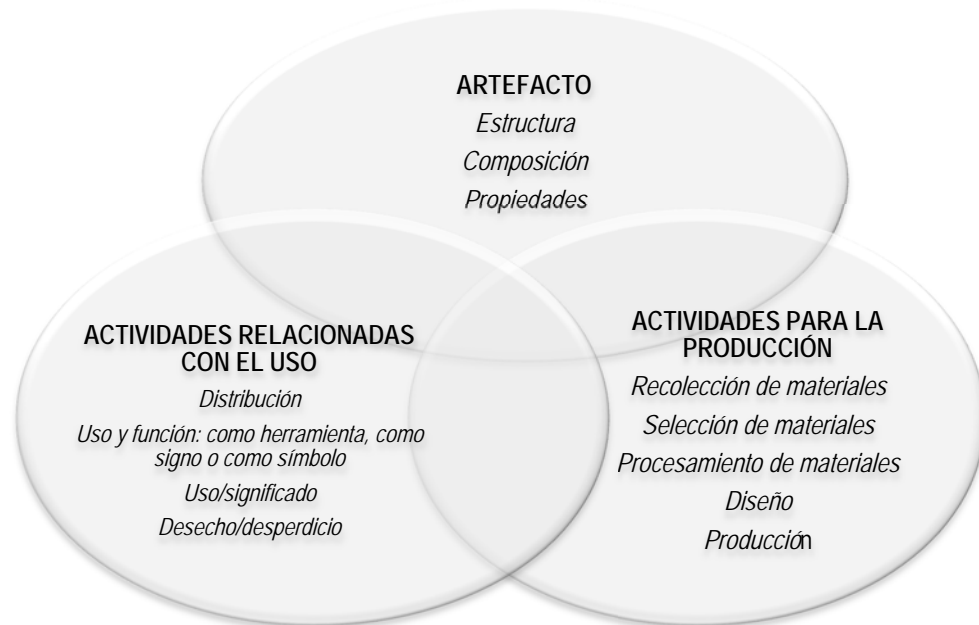 ARTEFACTO
Estructura
Composición
Propiedades
ACTIVIDADES RELACIONADAS
CON EL USO
Distribución
Uso y función: como herramienta, como
signo o como símbolo
Uso/significado
Desecho/desperdicio
ACTIVIDADES PARA LA
PRODUCCIÓN
Recolección de materiales
Selección de materiales
Procesamiento de materiales
Diseño
Producción